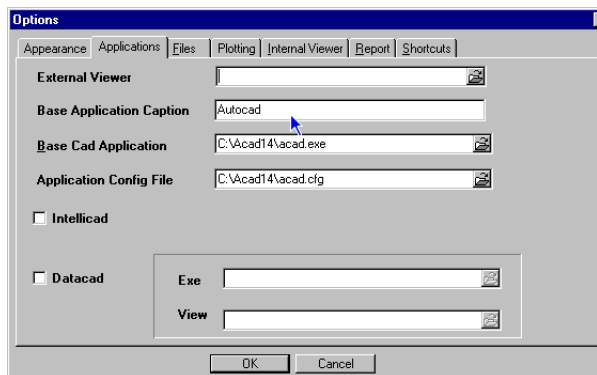 Options
Appearance Applications Files Plotting Internal Viewer Report Shortcuts
External Viewer
Base Application Caption Autocad
Base Cad Application C:\Acad14\acad.exe
Application Config File C:\Acad14\acad.cfg
Intellicad
Datacad Exe
View
OK Cancel